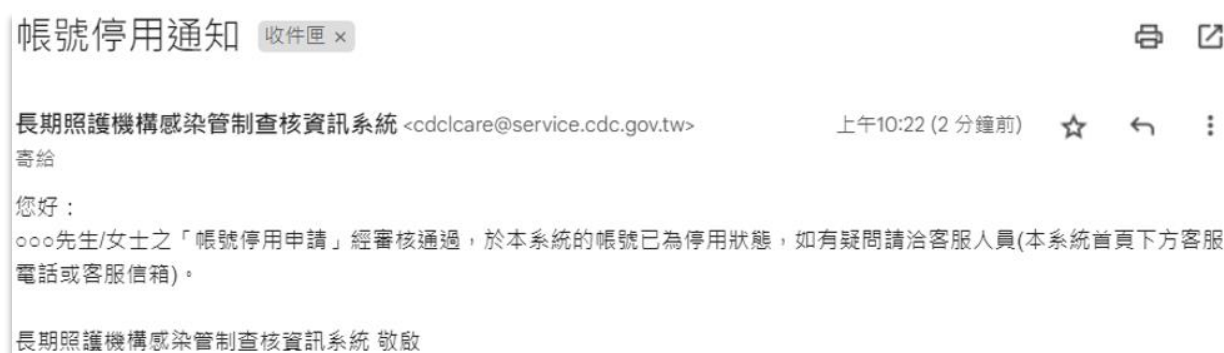 帳號停用通知 收件匣 ×
長期照護機構感染管制查核資訊系統 <cdclcare@service.cdc.gov.tw> 上午10:22 (2 分鐘前)
寄給
您好：
○○○先生/女士之「帳號停用申請」經審核通過，於本系統的帳號已為停用狀態，如有疑問請洽客服人員(本系統首頁下方客服
電話或客服信箱)。
長期照護機構感染管制查核資訊系統 敬啟